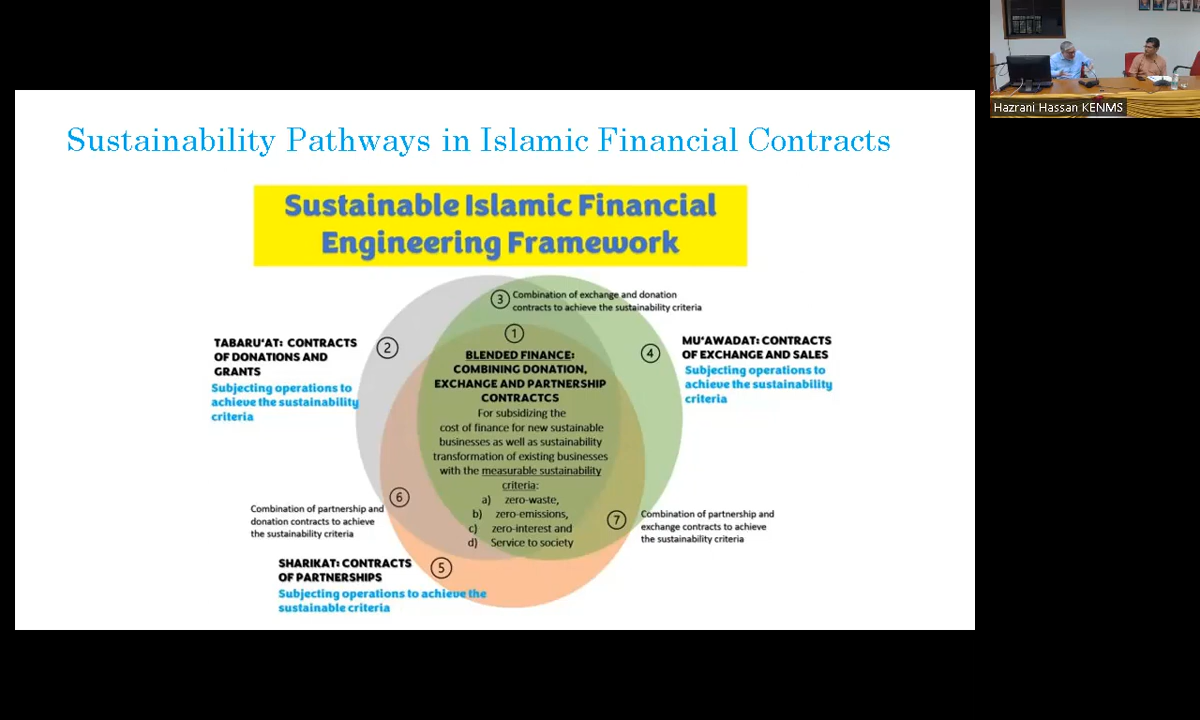 Hazrani Hassan KENMS
Sustainability Pathways in Islamic Financial Contracts
Sustainable Islamic Financial
Engineering Framework
3
Combination of exchange and donation
contracts to achieve the sustainability criteria
1
TABARU‘AT: CONTRACTS
OF DONATIONS AND
GRANTS
Subjecting operations to
achieve the sustainability
criteria
2
BLENDED FINANCE:
COMBINING DONATION,
EXCHANGE AND PARTNERSHIP
CONTRACTCS
For subsidizing the
cost of finance for new sustainable
businesses as well as sustainability
transformation of existing businesses
with the measurable sustainability
criteria:
a) zero-waste,
b) zero-emissions,
c) zero-interest and
d) Service to society
4
MU‘AWADAT: CONTRACTS
OF EXCHANGE AND SALES
Subjecting operations to
achieve the sustainability
criteria
6
Combination of partnership and
donation contracts to achieve
the sustainability criteria
7
Combination of partnership and
exchange contracts to achieve
the sustainability criteria
SHARIKAT: CONTRACTS
OF PARTNERSHIPS
5
Subjecting operations to achieve the
sustainable criteria